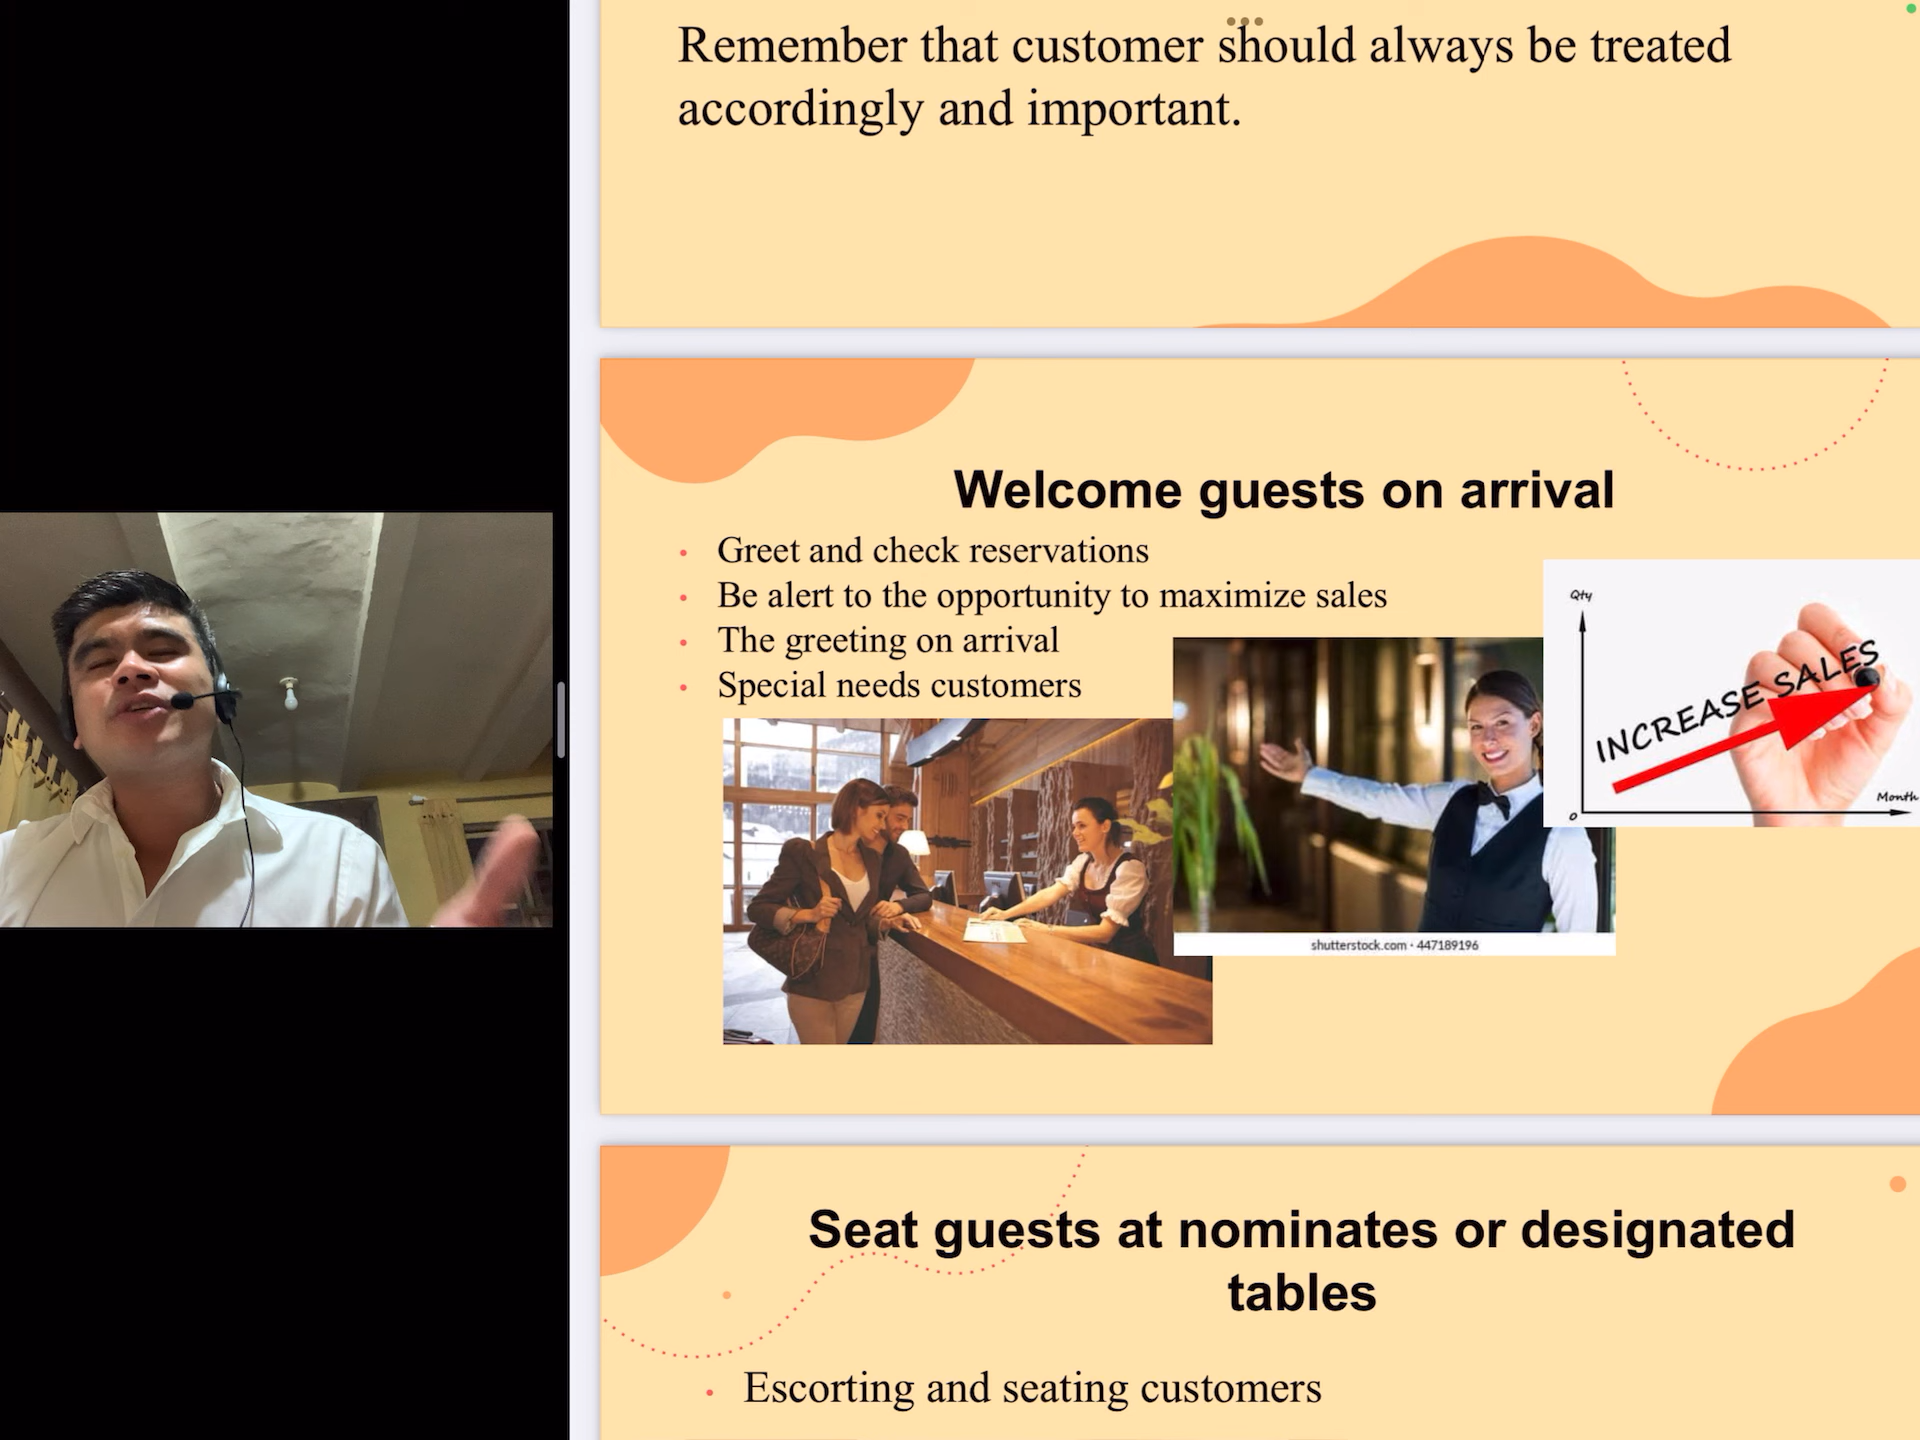 Remember that customer should always be treated
accordingly and important.
Welcome guests on arrival
• Greet and check reservations
• Be alert to the opportunity to maximize sales
• The greeting on arrival
• Special needs customers
Qty
INCREASE SALES
Month
0
shutterstock.com · 447189196
Seat guests at nominates or designated
tables
• Escorting and seating customers